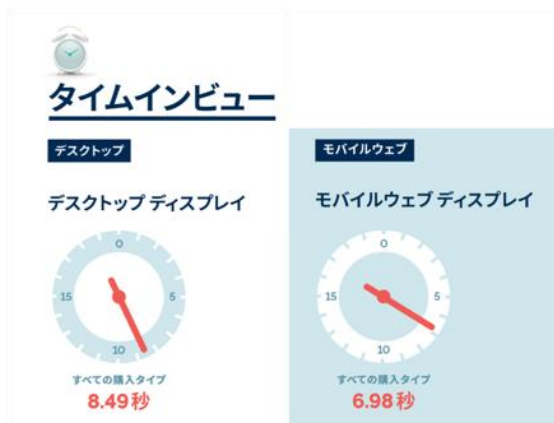 タイムインビュー
デスクトップ
デスクトップ ディスプレイ
0
15
5
10
すべての購入タイプ
8.49秒
モバイルウェブ
モバイルウェブ ディスプレイ
0
15
5
10
すべての購入タイプ
6.98秒